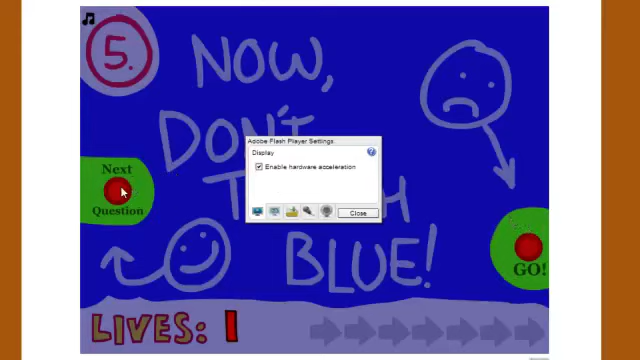 5.
NOW,
DON'T
T H
BLUE!
Next
Question
GO!
Adobe Flash Player Settings
Display
?
Enable hardware acceleration
Close
LIVES: 1